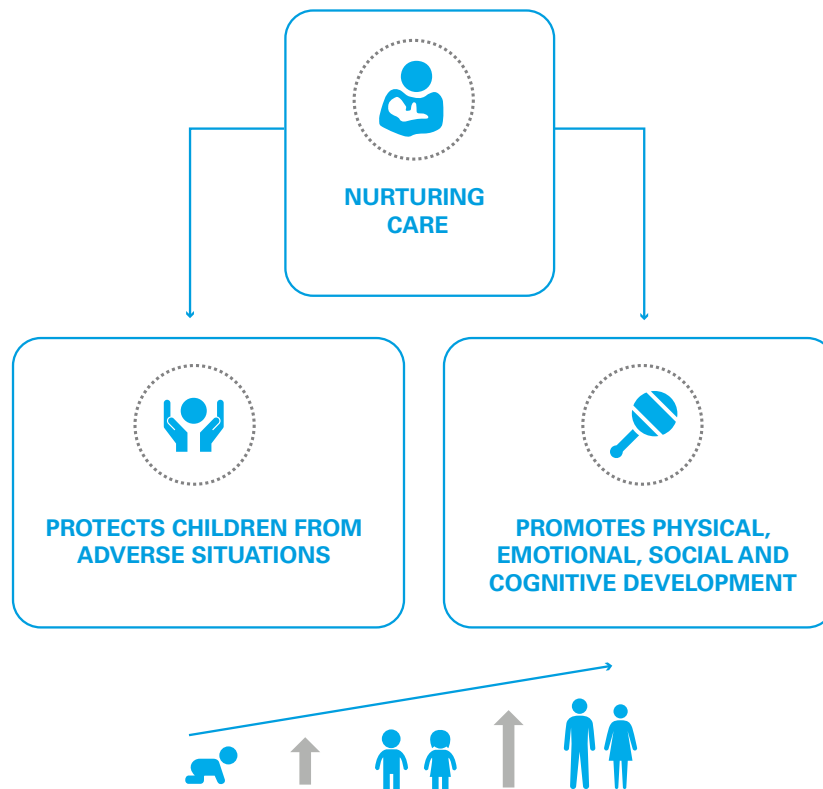 NURTURING
CARE
PROTECTS CHILDREN FROM
ADVERSE SITUATIONS
PROMOTES PHYSICAL,
EMOTIONAL, SOCIAL AND
COGNITIVE DEVELOPMENT